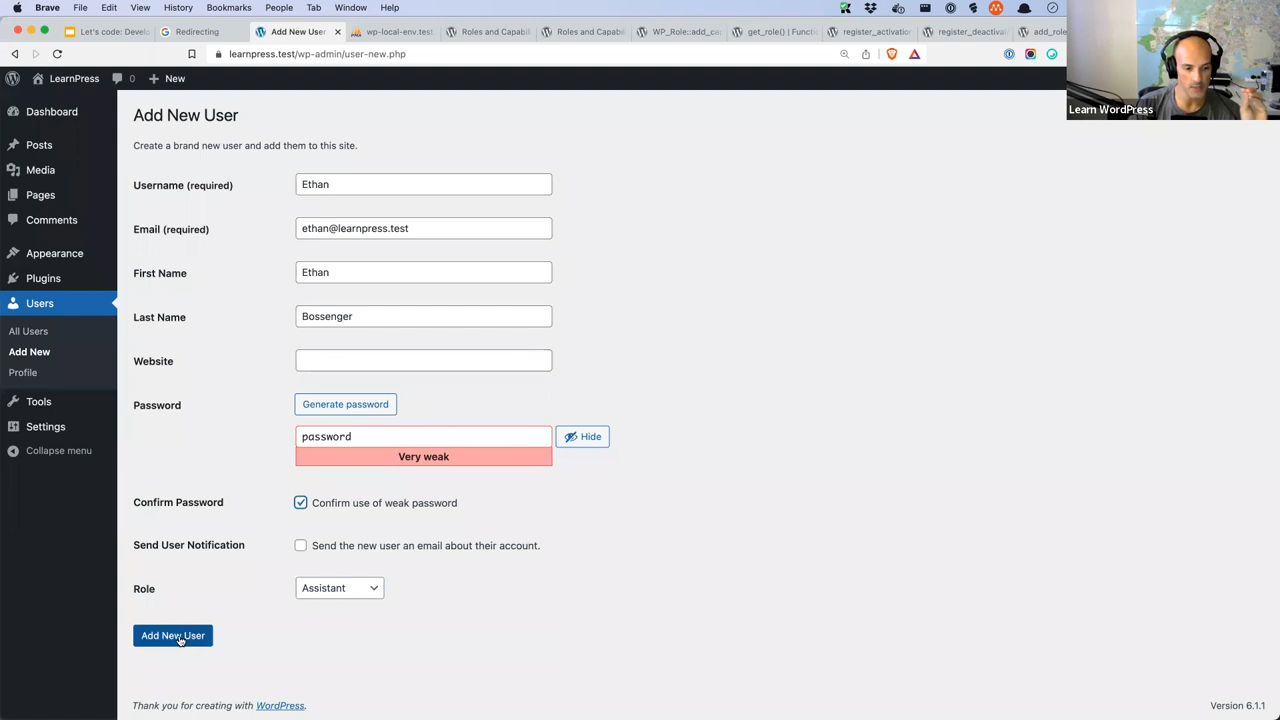 Brave File Edit View History Bookmarks People Tab Window Help
Let's code: Develo
Redirecting
Add New User
wp-local-env.test
Roles and Capabil
Roles and Capabil
WP_Role::add_ca
get_role() | Funct
register_activation
register_deactivat
add_role
learnpress.test/wp-admin/user-new.php
Learn WordPress
LearnPress 0 New
Dashboard
Posts
Media
Pages
Comments
Appearance
Plugins
Users
All Users
Add New
Profile
Tools
Settings
Collapse menu
Add New User
Create a brand new user and add them to this site.
Username (required) Ethan
Email (required) ethan@learnpress.test
First Name Ethan
Last Name Bossenger
Website
Password Generate password
password Hide
Very weak
Confirm Password Confirm use of weak password
Send User Notification Send the new user an email about their account.
Role Assistant
Add New User
Thank you for creating with WordPress.
Version 6.1.1